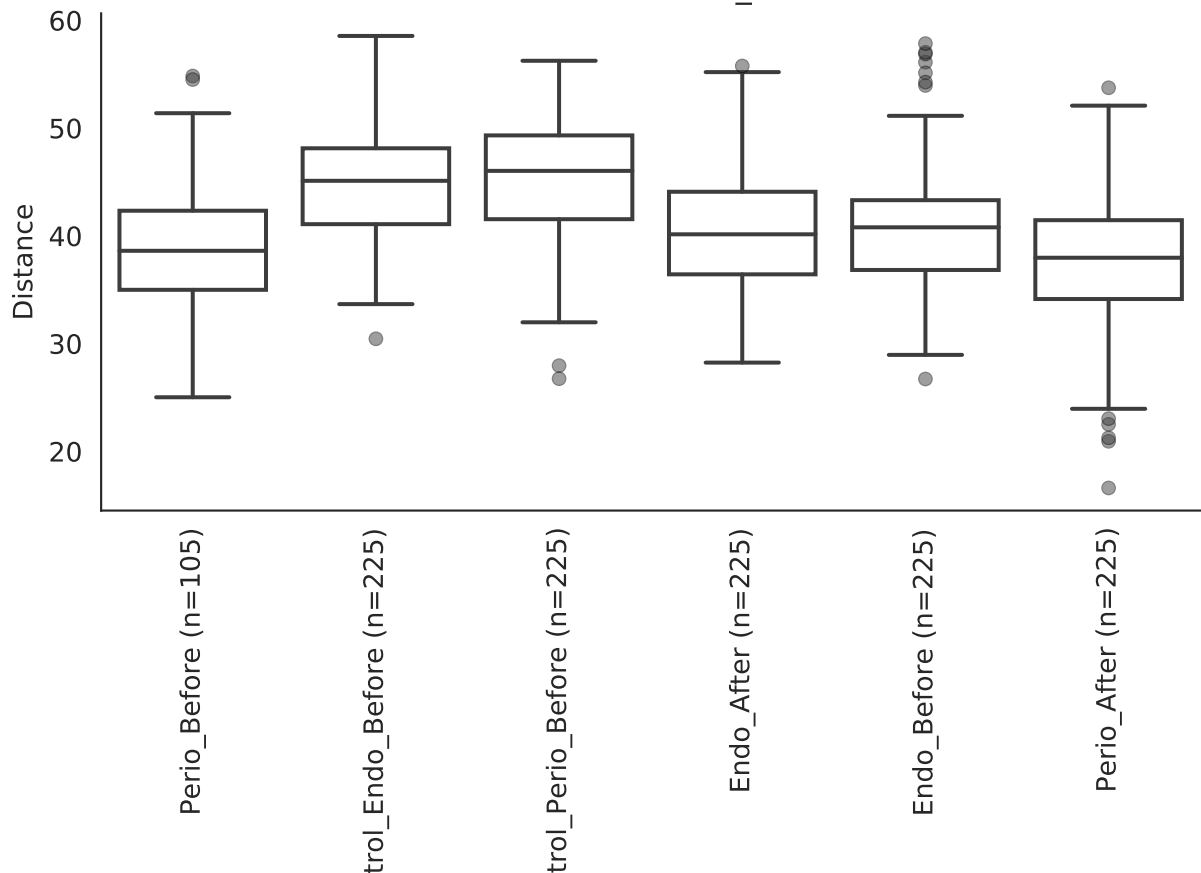 60
50
40
30
20
Distance
Perio_Before (n=105)
trol_Endo_Before (n=225)
trol_Perio_Before (n=225)
Endo_After (n=225)
Endo_Before (n=225)
Perio_After (n=225)